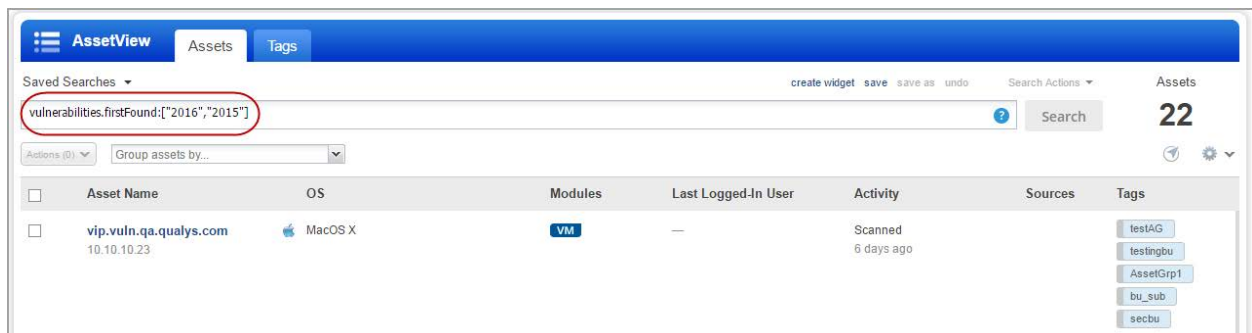 AssetView Assets Tags
Saved Searches create widget save save as undo Search Actions Assets
vulnerabilities.firstFound:["2016","2015"] ? Search 22
Actions (0) Group assets by...
Asset Name OS Modules Last Logged-In User Activity Sources Tags
vip.vuln.qa.qualys.com MacOS X VM — Scanned testAG
10.10.10.23 6 days ago testingbu
AssetGrp1
bu_sub
secbu